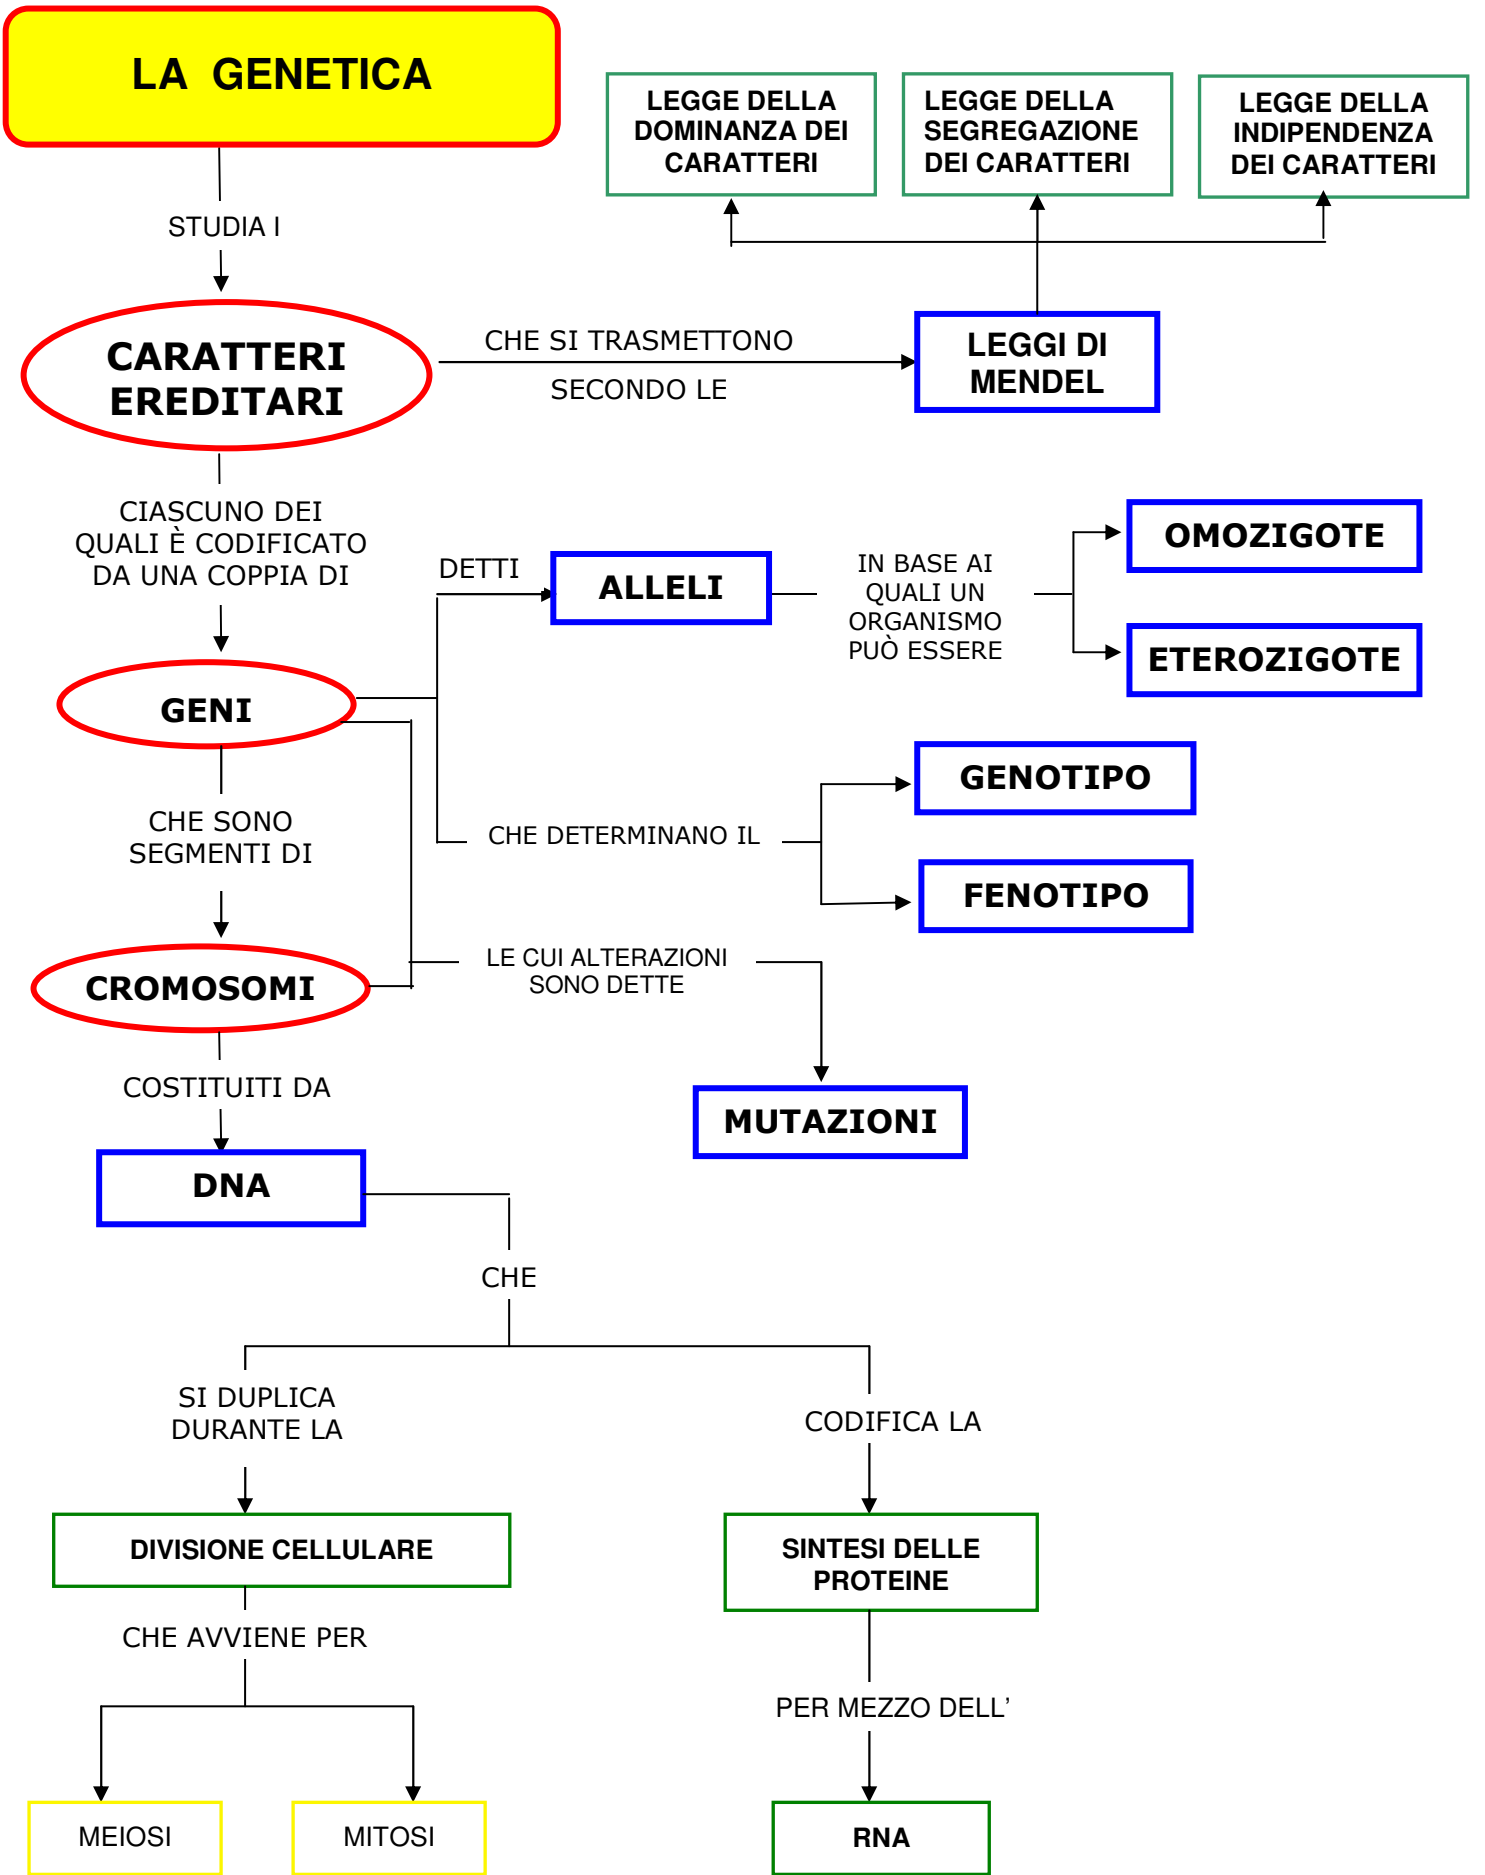 LA GENETICA
LEGGE DELLA
DOMINANZA DEI
CARATTERI
LEGGE DELLA
SEGREGAZIONE
DEI CARATTERI
LEGGE DELLA
INDIPENDENZA
DEI CARATTERI
STUDIA I
CARATTERI
EREDITARI
CHE SI TRASMETTONO
SECONDO LE
LEGGI DI
MENDEL
CIASCUNO DEI
QUALI È CODIFICATO
DA UNA COPPIA DI
DETTI
ALLELI
IN BASE AI
QUALI UN
ORGANISMO
PUÒ ESSERE
OMOZIGOTE
ETEROZIGOTE
GENI
CHE DETERMINANO IL
GENOTIPO
FENOTIPO
CHE SONO
SEGMENTI DI
CROMOSOMI
LE CUI ALTERAZIONI
SONO DETTE
MUTAZIONI
COSTITUITI DA
DNA
CHE
SI DUPLICA
DURANTE LA
CODIFICA LA
DIVISIONE CELLULARE
SINTESI DELLE
PROTEINE
CHE AVVIENE PER
PER MEZZO DELL’
MEIOSI
MITOSI
RNA